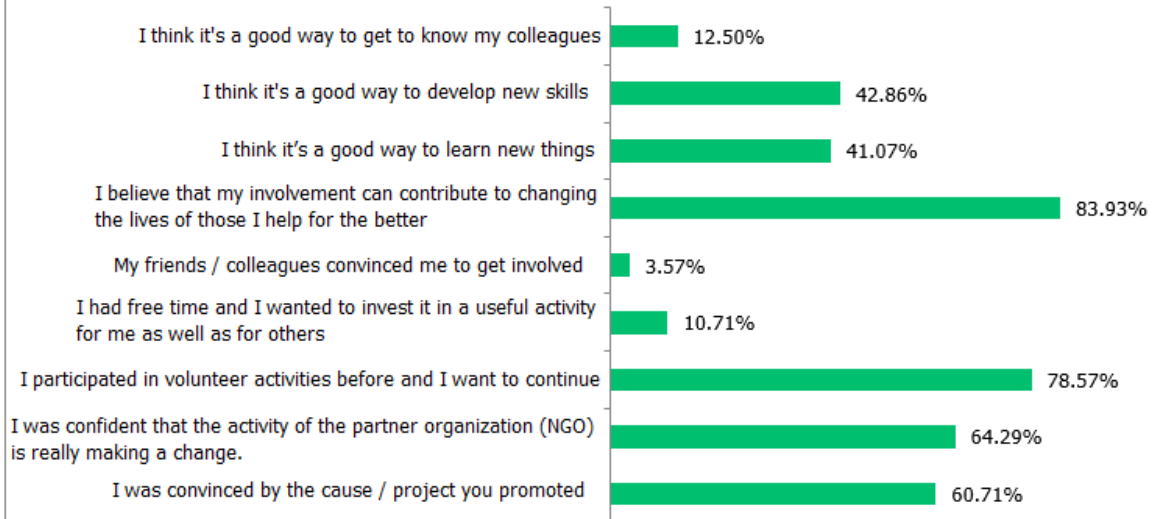 I think it's a good way to get to know my colleagues 12.50%
I think it's a good way to develop new skills 42.86%
I think it’s a good way to learn new things 41.07%
I believe that my involvement can contribute to changing
the lives of those I help for the better
83.93%
My friends / colleagues convinced me to get involved 3.57%
I had free time and I wanted to invest it in a useful activity
for me as well as for others
10.71%
I participated in volunteer activities before and I want to continue 78.57%
I was confident that the activity of the partner organization (NGO)
is really making a change.
64.29%
I was convinced by the cause / project you promoted 60.71%